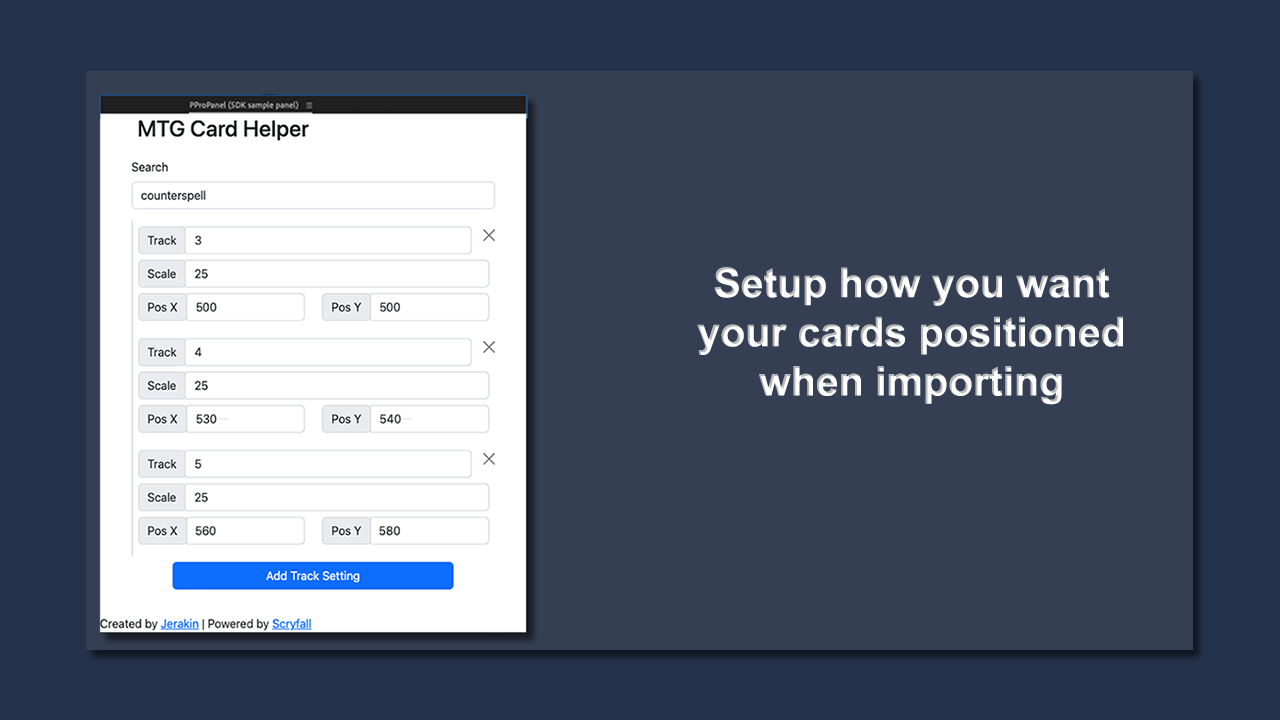 PProPanel (SDK sample panel)
MTG Card Helper
Search
counterspell
Track 3
Scale 25
Pos X 500 Pos Y 500
Track 4
Scale 25
Pos X 530 Pos Y 540
Track 5
Scale 25
Pos X 560 Pos Y 580
Add Track Setting
Created by Jerakin | Powered by Scryfall
Setup how you want
your cards positioned
when importing